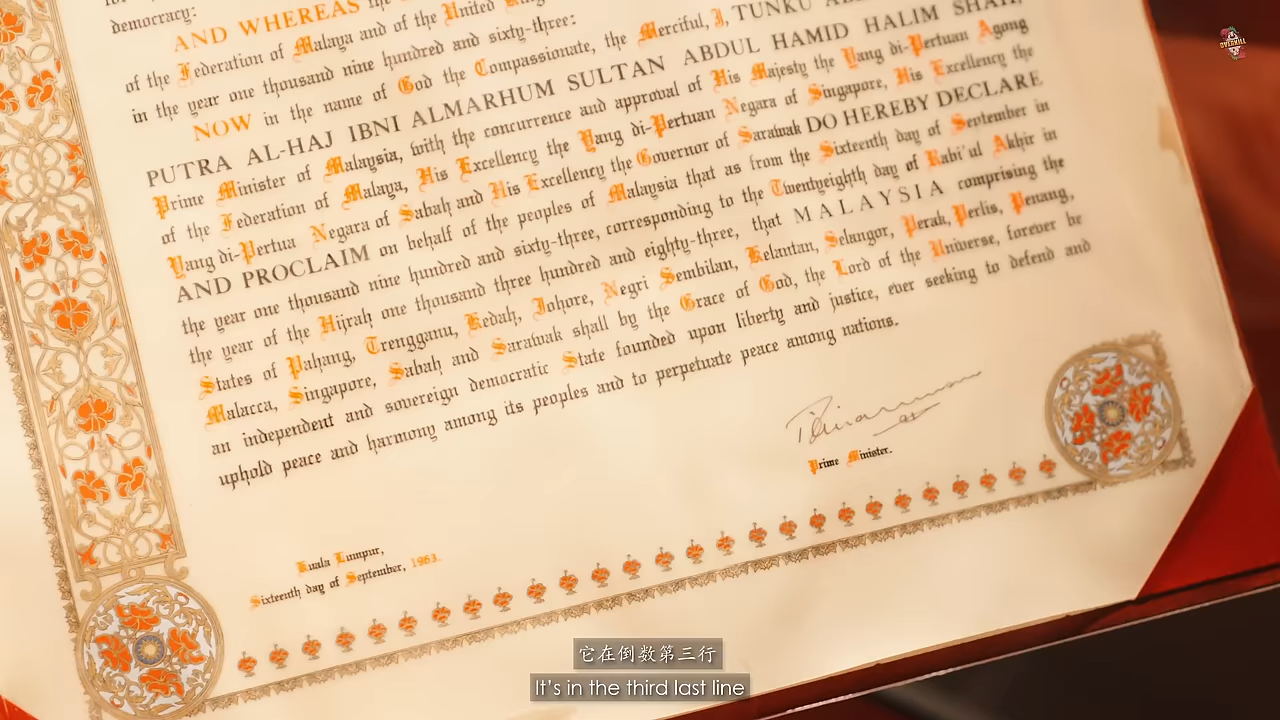 democracy:
AND WHEREAS the
of the Federation of Malaya and of the United
in the year one thousand nine hundred and sixty-three:
NOW in the name of God the Compassionate, the Merciful, I, TUNKU
PUTRA AL-HAJ IBNI ALMARHUM SULTAN ABDUL HAMID HALIM SHAH,
Prime Minister of Malaysia, with the concurrence and approval of His Majesty the Yang di-Pertuan Agong
of the Federation of Malaya, His Excellency the Yang di-Pertuan Negara of Singapore, His Excellency the
Yang di-Pertua Negara of Sabah and His Excellency the Governor of Sarawak DO HEREBY DECLARE
AND PROCLAIM on behalf of the peoples of Malaysia that as from the Sixteenth day of September in
the year one thousand nine hundred and sixty-three, corresponding to the Twentyeighth day of Rabi'ul Akhir in
the year of the Hijrah one thousand three hundred and eighty-three, that MALAYSIA comprising the
States of Pahang, Trengganu, Kedah, Johore, Negri Sembilan, Kelantan, Selangor, Perak, Perlis, Penang,
Malacca, Singapore, Sabah and Sarawak shall by the Grace of God, the Lord of the Universe, forever be
an independent and sovereign democratic State founded upon liberty and justice, ever seeking to defend and
uphold peace and harmony among its peoples and to perpetuate peace among nations.
Prime Minister.
Kuala Lumpur,
Sixteenth day of September, 1963.
它在倒数第三行
It's in the third last line
OVERKILL